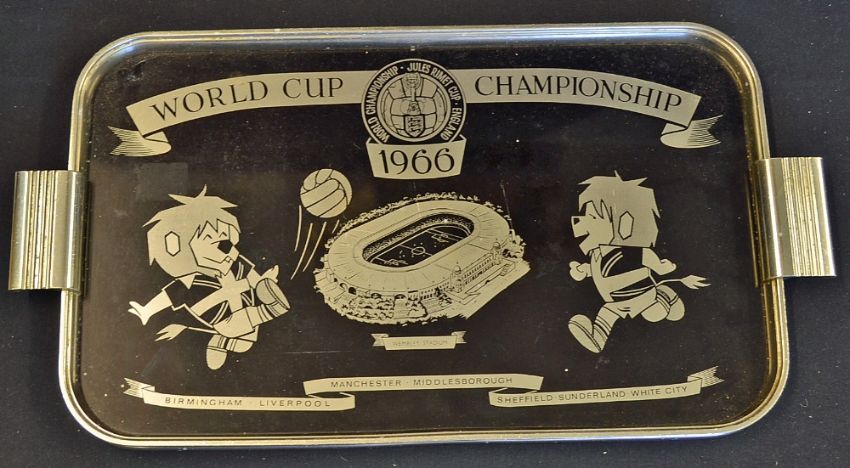 WORLD CUP CHAMPIONSHIP
WORLD CHAMPIONSHIP · JULES RIMET CUP · ENGLAND
1966
WEMBLEY STADIUM
MANCHESTER · MIDDLESBOROUGH
BIRMINGHAM · LIVERPOOL
SHEFFIELD · SUNDERLAND · WHITE CITY